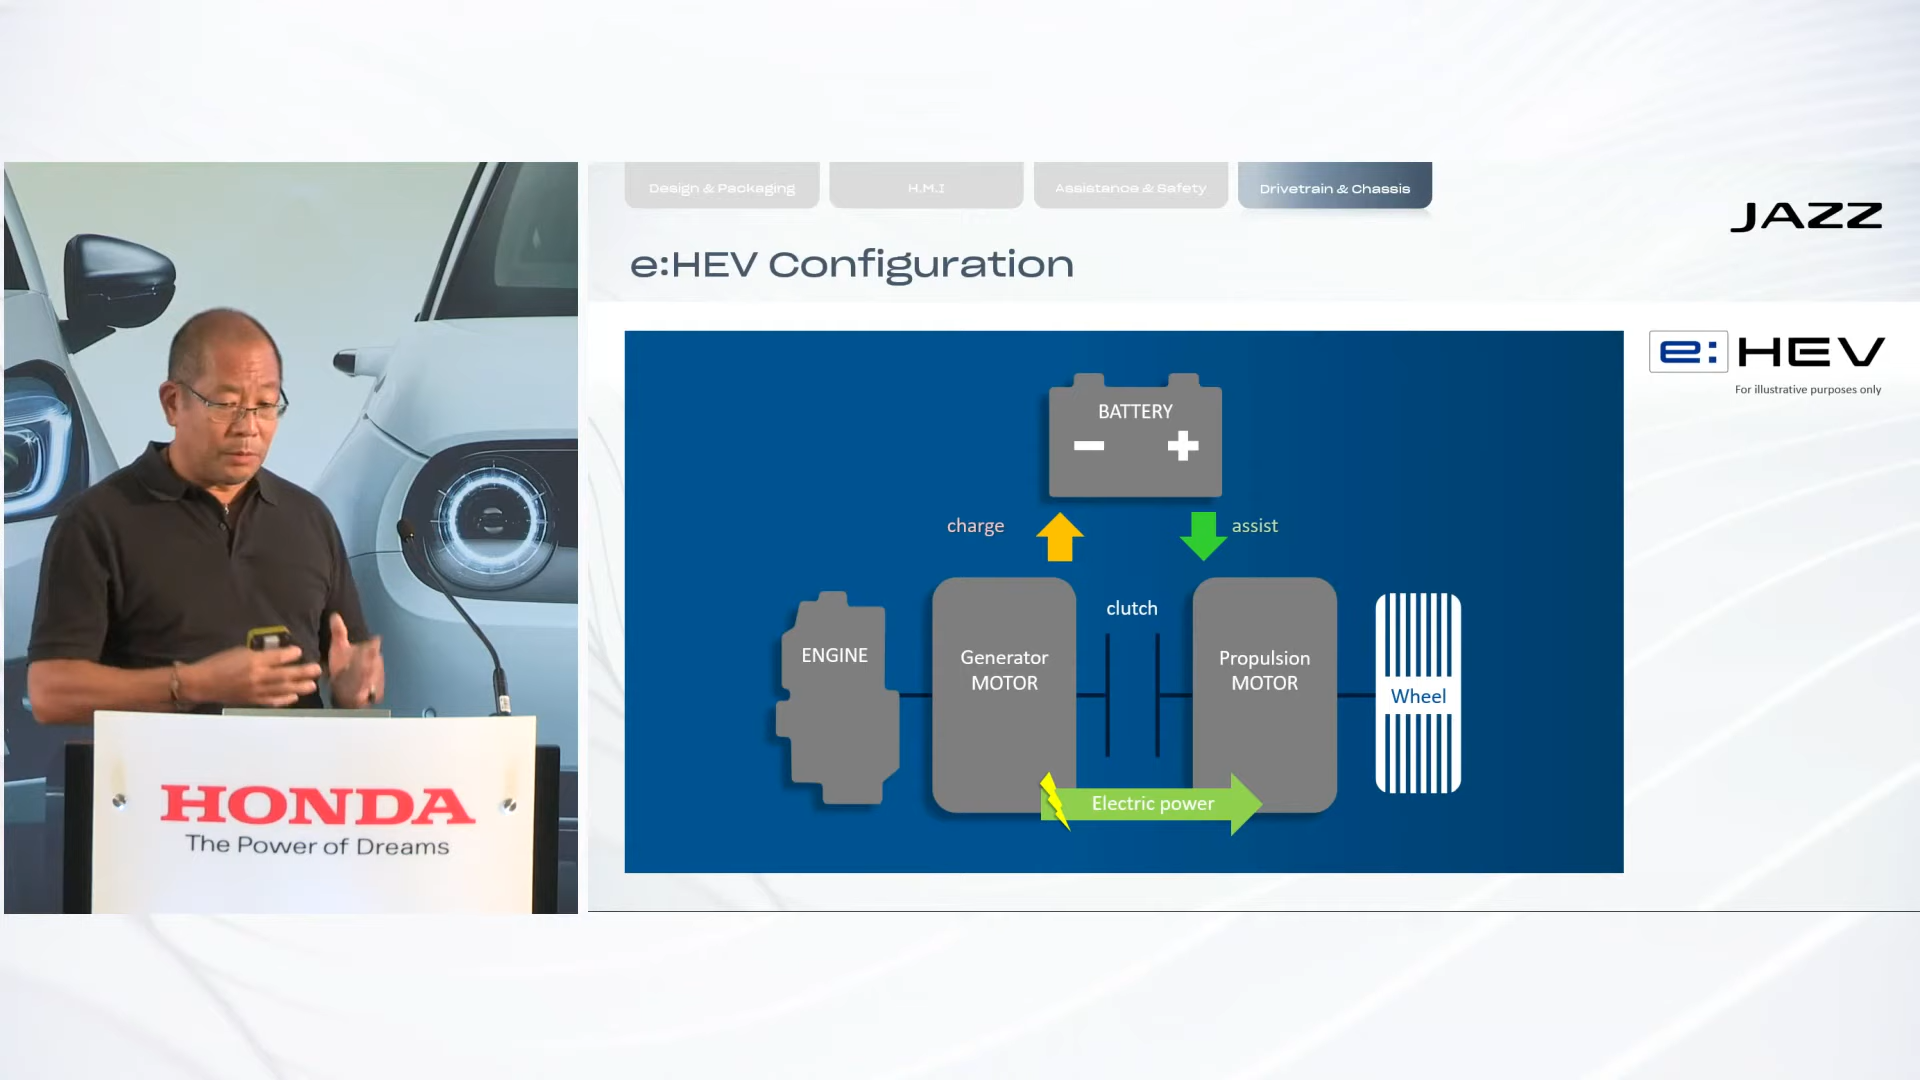 Design & Packaging
H.M.I
Assistance & Safety
Drivetrain & Chassis
JAZZ
e:HEV Configuration
e:HEV
For illustrative purposes only
BATTERY
charge
assist
clutch
ENGINE
Generator
MOTOR
Propulsion
MOTOR
Wheel
Electric power
HONDA
The Power of Dreams